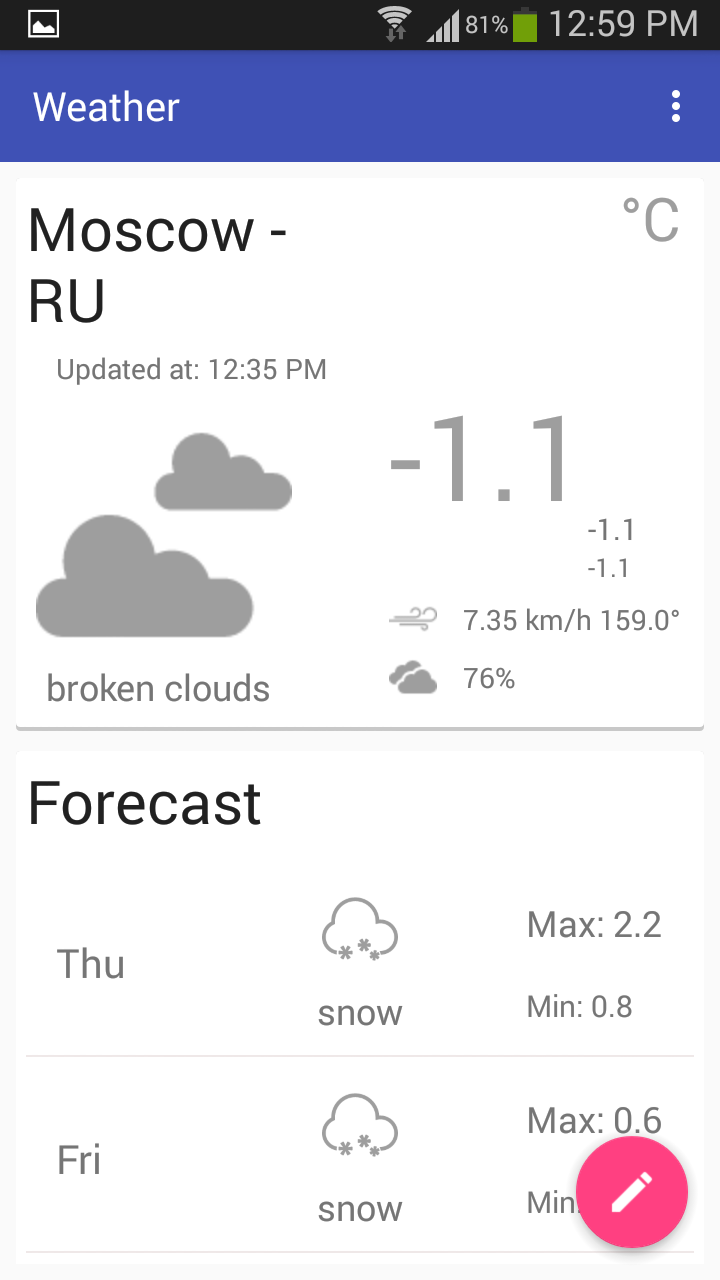 81% 12:59 PM
Weather
Moscow -
RU
°C
Updated at: 12:35 PM
-1.1
-1.1
-1.1
7.35 km/h 159.0°
76%
broken clouds
Forecast
Thu
snow
Max: 2.2
Min: 0.8
Fri
snow
Max: 0.6
Min